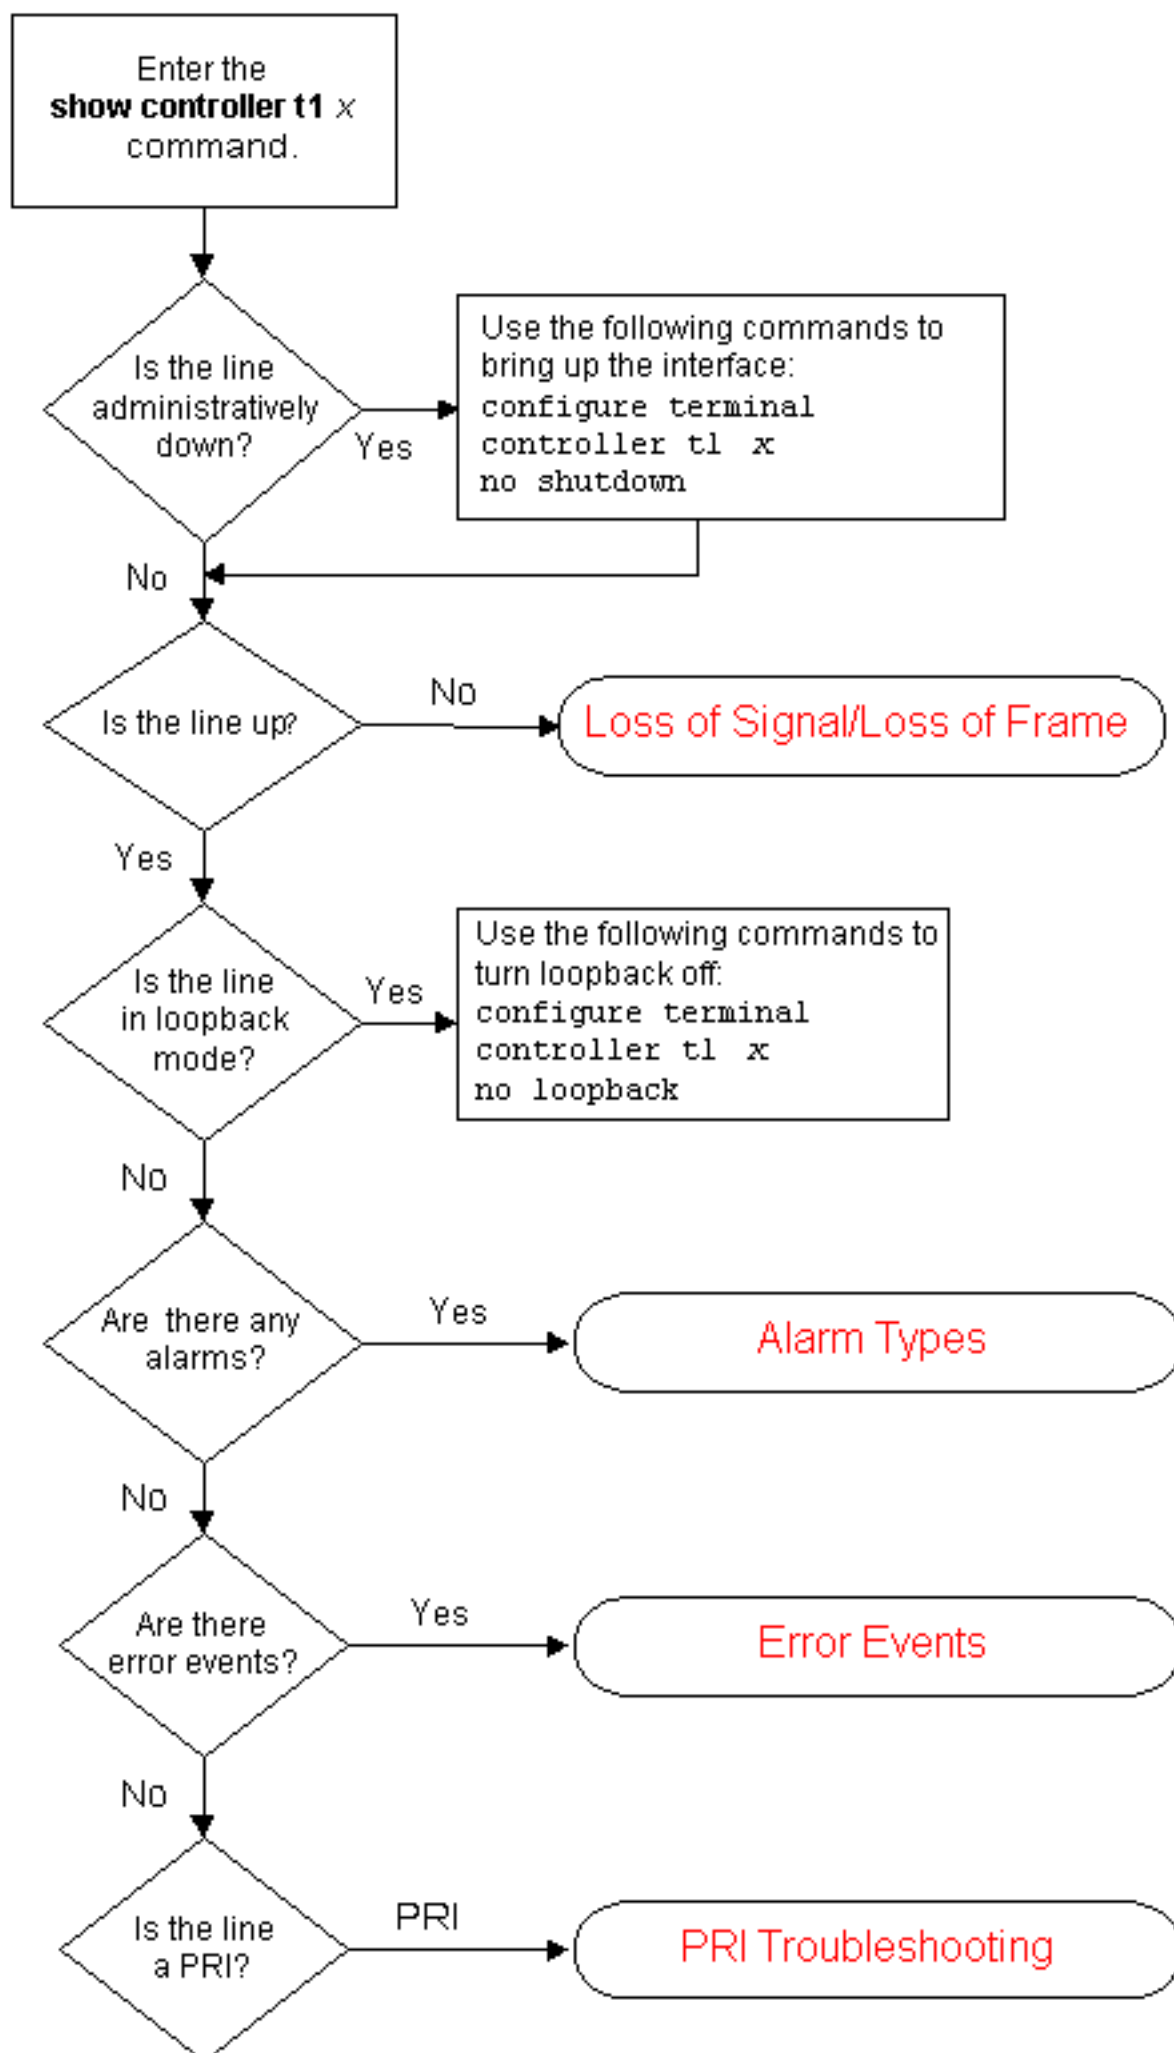 Enter the
show controller t1 x
command.
Is the line
administratively
down?
Yes
Use the following commands to
bring up the interface:
configure terminal
controller t1 x
no shutdown
No
Is the line up?
No
Loss of Signal/Loss of Frame
Yes
Is the line
in loopback
mode?
Yes
Use the following commands to
turn loopback off:
configure terminal
controller t1 x
no loopback
No
Are there any
alarms?
Yes
Alarm Types
No
Are there
error events?
Yes
Error Events
No
Is the line
a PRI?
PRI
PRI Troubleshooting